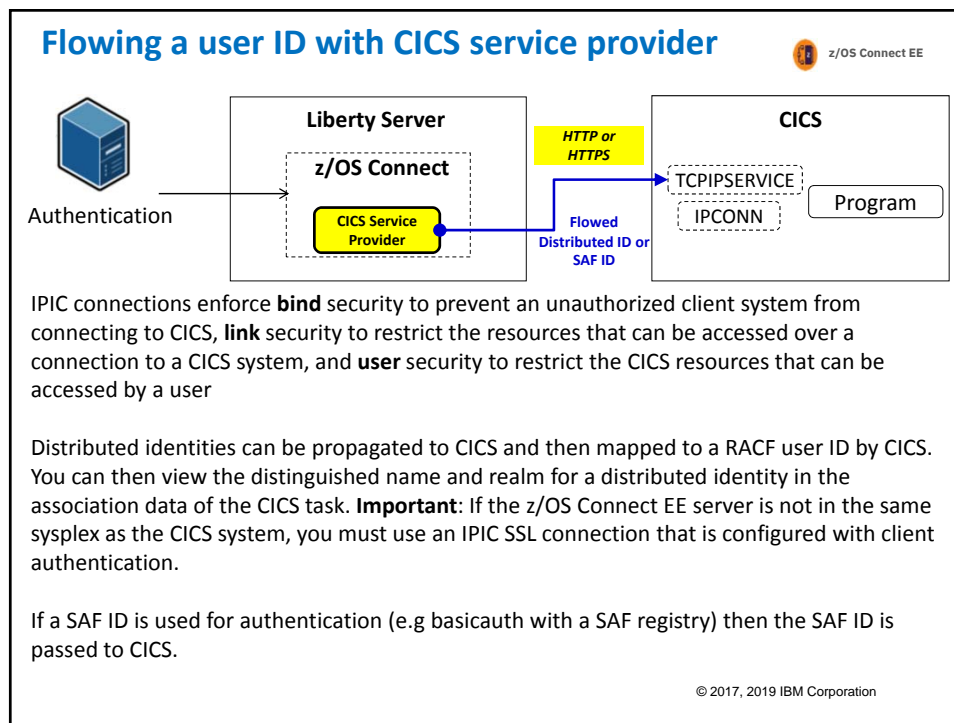 Flowing a user ID with CICS service provider
z/OS Connect EE
Liberty Server
z/OS Connect
CICS Service
Provider
Authentication
HTTP or
HTTPS
Flowed
Distributed ID or
SAF ID
CICS
TCPIPSERVICE
IPCONN
Program
IPIC connections enforce bind security to prevent an unauthorized client system from
connecting to CICS, link security to restrict the resources that can be accessed over a
connection to a CICS system, and user security to restrict the CICS resources that can be
accessed by a user
Distributed identities can be propagated to CICS and then mapped to a RACF user ID by CICS.
You can then view the distinguished name and realm for a distributed identity in the
association data of the CICS task. Important: If the z/OS Connect EE server is not in the same
sysplex as the CICS system, you must use an IPIC SSL connection that is configured with client
authentication.
If a SAF ID is used for authentication (e.g basicauth with a SAF registry) then the SAF ID is
passed to CICS.
© 2017, 2019 IBM Corporation